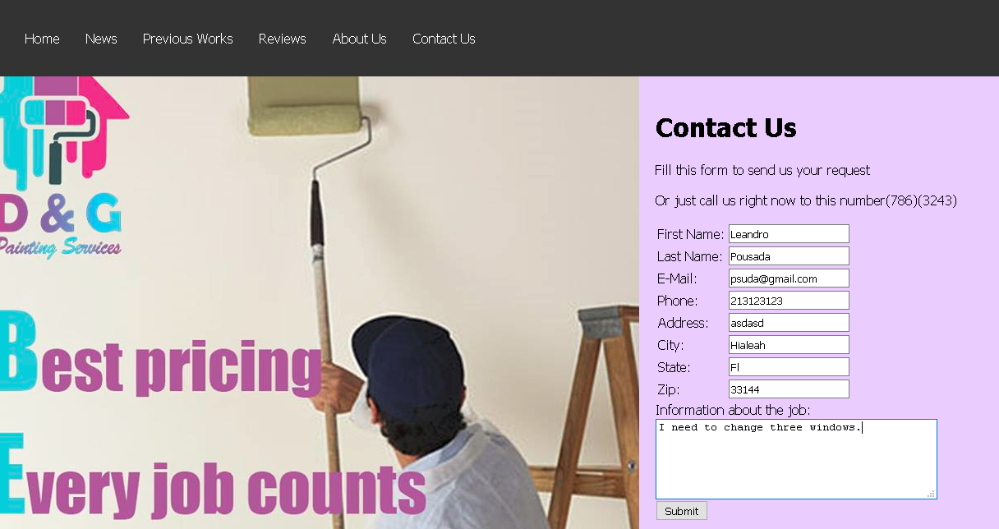 Home News Previous Works Reviews About Us Contact Us
D & G
Painting Services
Best pricing
Every job counts
Contact Us
Fill this form to send us your request
Or just call us right now to this number(786)(3243)
First Name: Leandro
Last Name: Pousada
E-Mail: psuda@gmail.com
Phone: 213123123
Address: asdasd
City: Hialeah
State: Fl
Zip: 33144
Information about the job:
I need to change three windows.
Submit